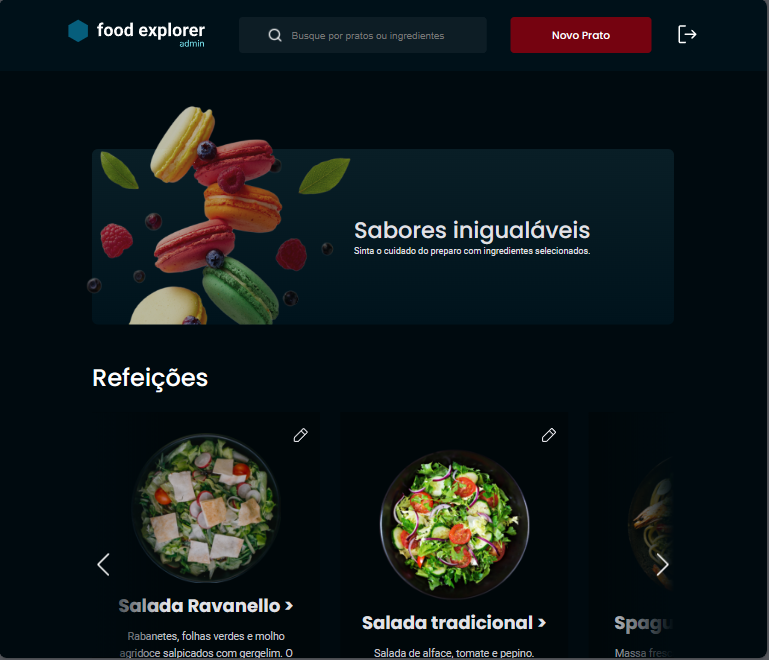 food explorer
admin
Busque por pratos ou ingredientes
Novo Prato
Sabores inigualáveis
Sinta o cuidado do preparo com ingredientes selecionados.
Refeições
Salada Ravanello >
Rabanetes, folhas verdes e molho
agridoce salpicados com gergelim. O
Salada tradicional >
Salada de alface, tomate e pepino.
Spagu
Massa fres